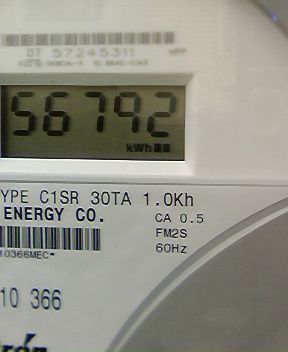 07 57245311
56792
kWh
YPE C1SR 30TA 1.0Kh
ENERGY CO.
CA 0.5
FM2S
60Hz
10366MEC
10 366